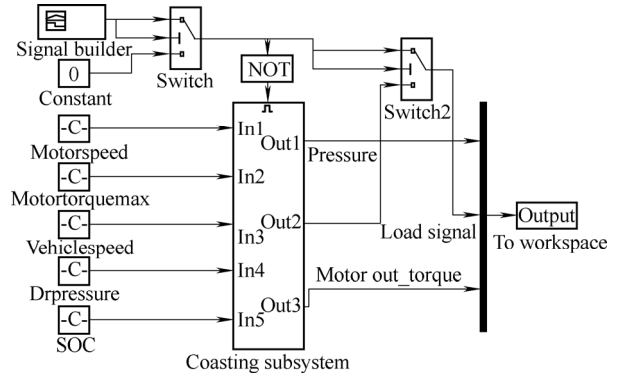 Signal builder
Switch
0
Constant
NOT
Switch2
-C-
Motorspeed
-C-
Motortorquemax
-C-
Vehiclespeed
-C-
Drpressure
-C-
SOC
In1
In2
In3
In4
In5
Out1
Out2
Out3
Coasting subsystem
Pressure
Load signal
Motor out_torque
Output
To workspace